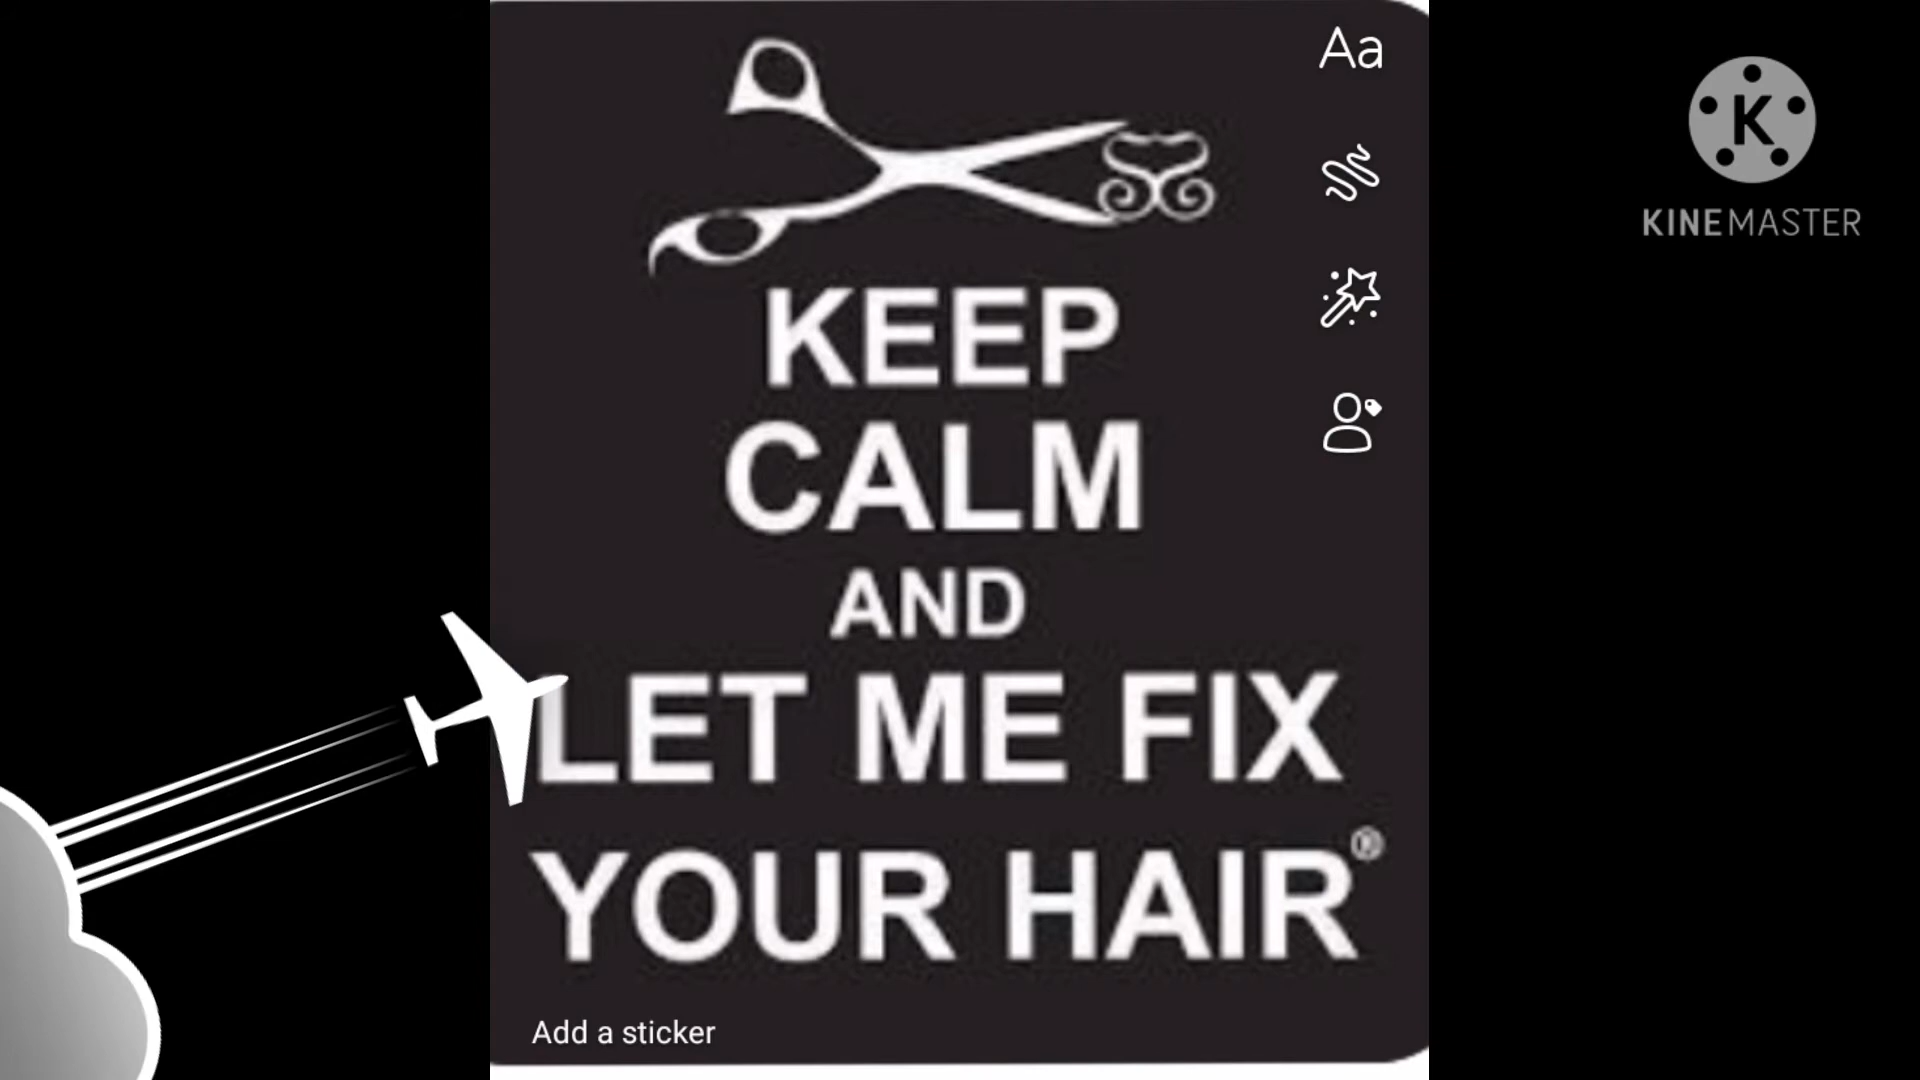 Aa
K
KINEMASTER
KEEP
CALM
AND
LET ME FIX
YOUR HAIR®
Add a sticker